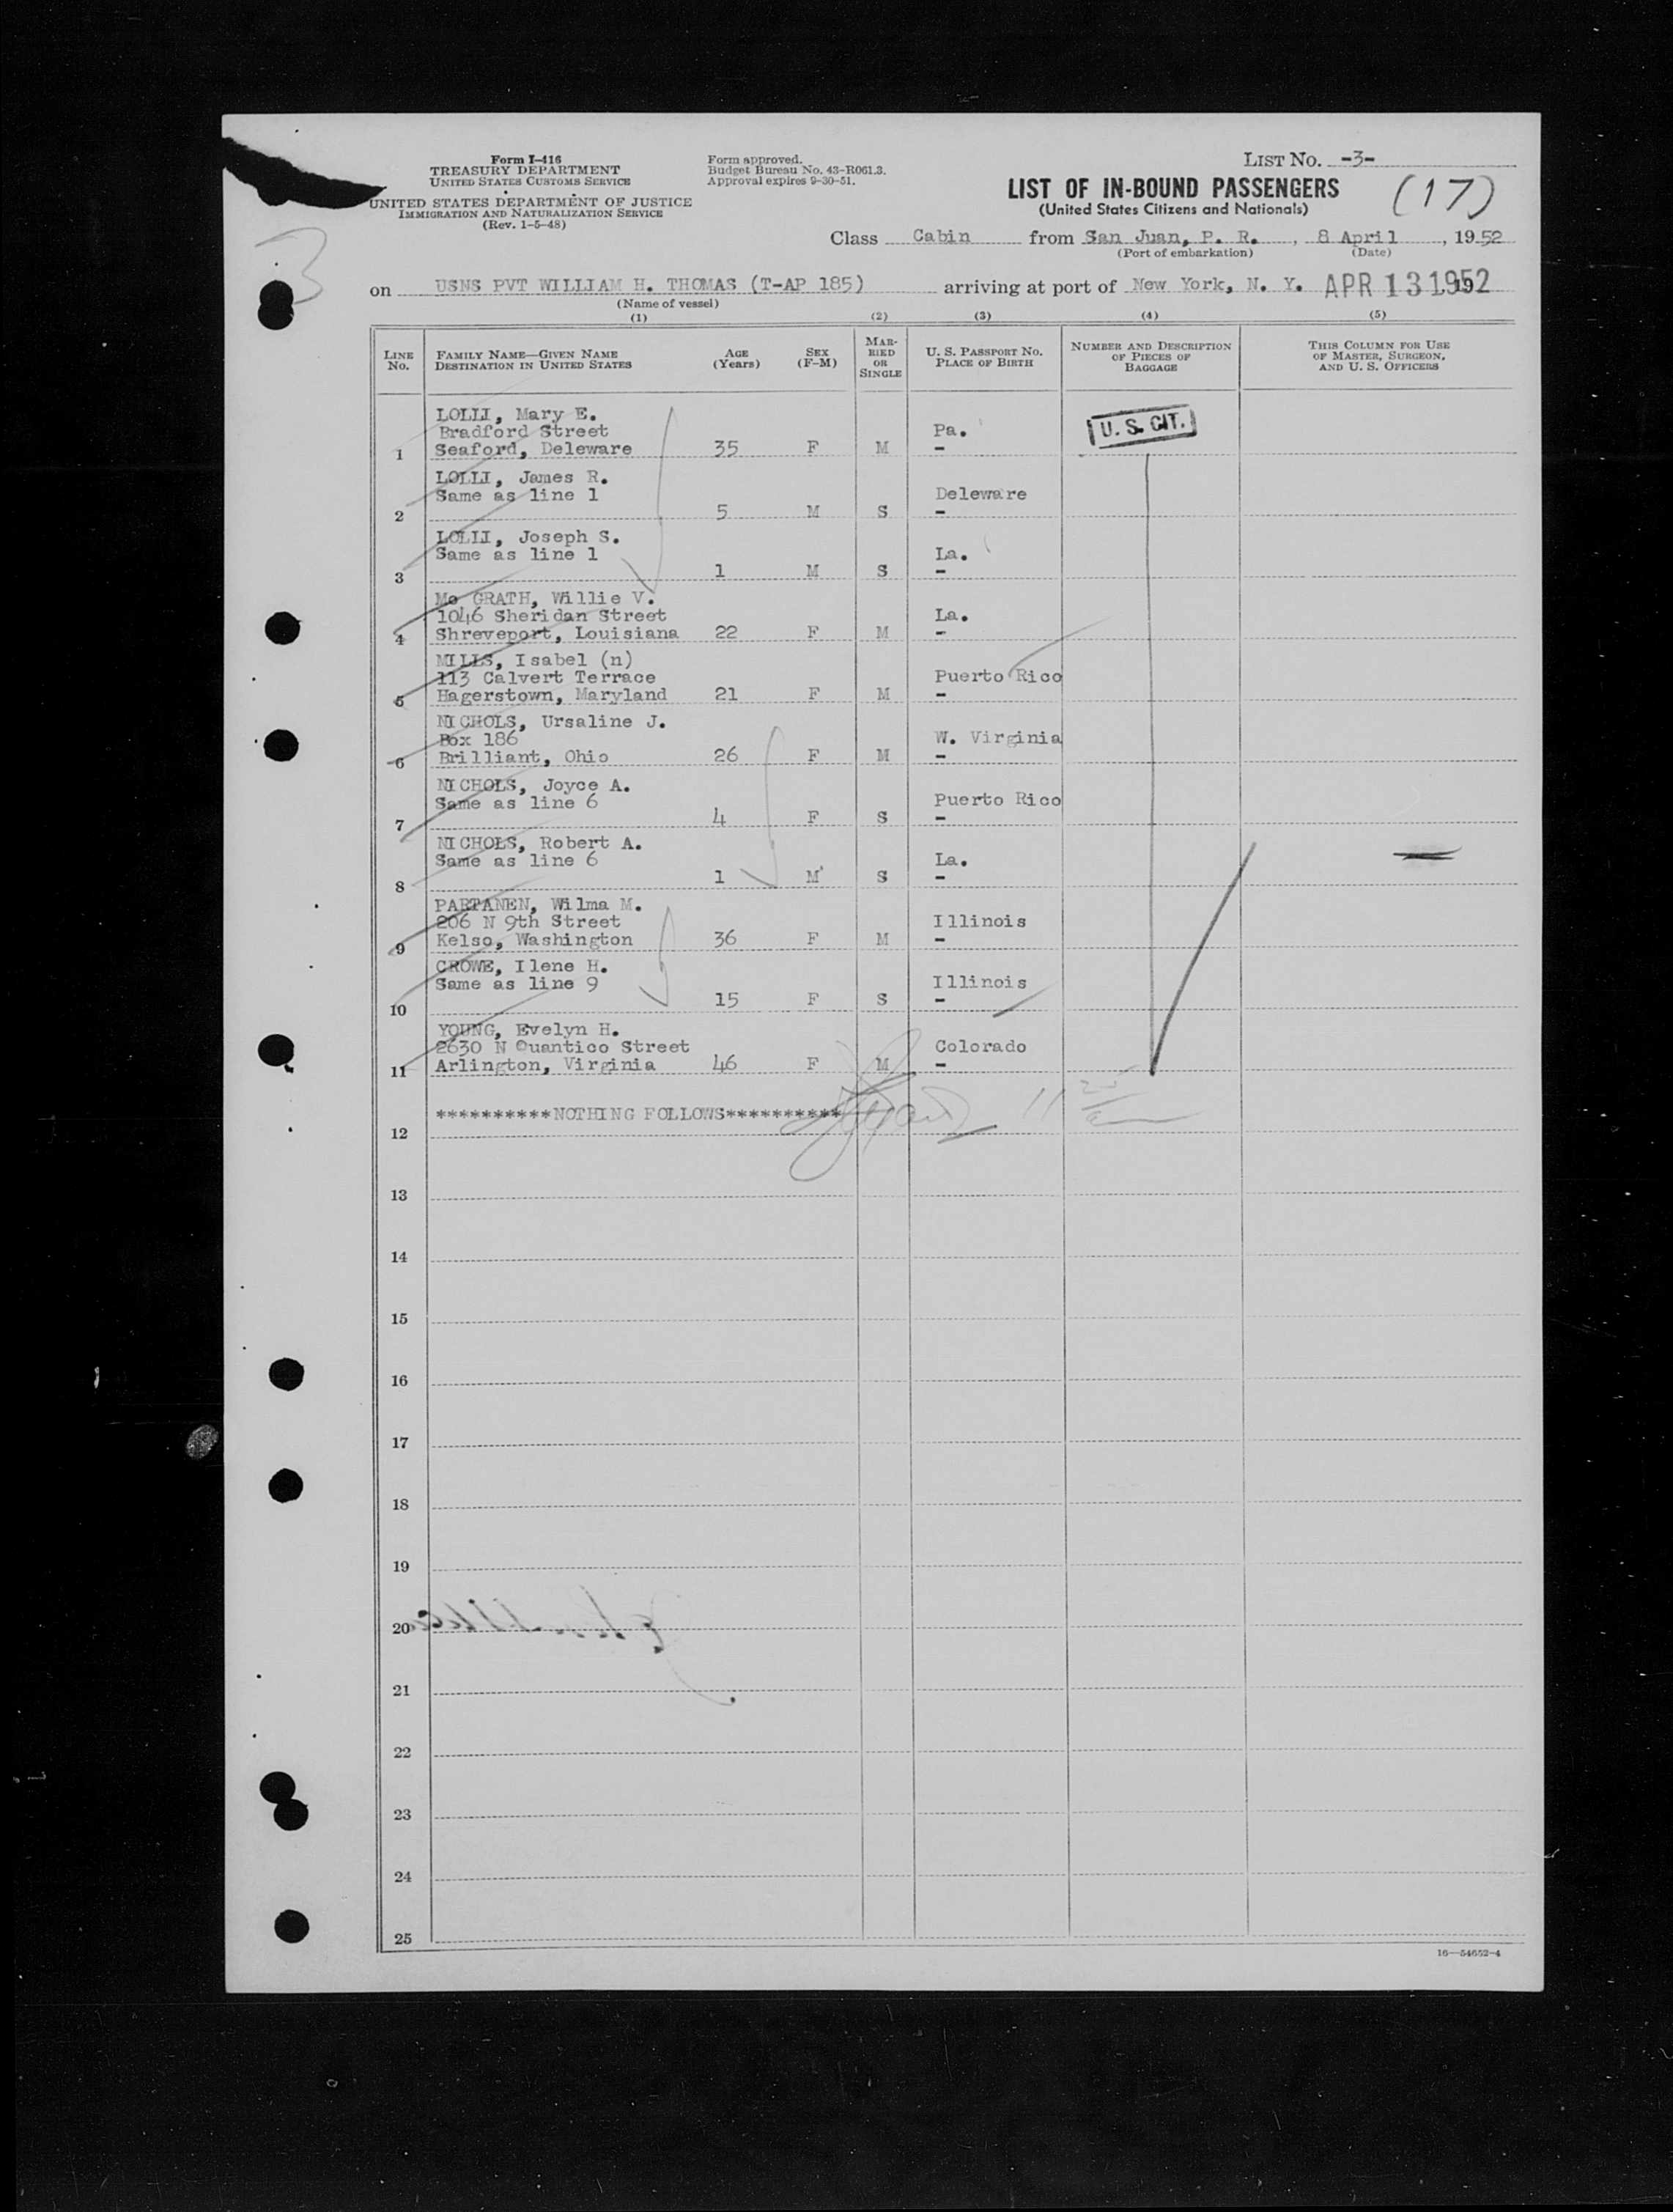 Form I-416
TREASURY DEPARTMENT
UNITED STATES CUSTOMS SERVICE
UNITED STATES DEPARTMENT OF JUSTICE
IMMIGRATION AND NATURALIZATION SERVICE
(Rev. 1-5-48)
Form approved.
Budget Bureau No. 43-R061.3.
Approval expires 9-30-51.
LIST NO. -3-
LIST OF IN-BOUND PASSENGERS
(United States Citizens and Nationals)
(17)
3
Class Cabin from San Juan, P. R., 8 April, 1952
(Port of embarkation) (Date)
on USNS PVT WILLIAM H. THOMAS (T-AP 185) arriving at port of New York, N. Y. APR 13 1952
(Name of vessel)
(1) (2) (3) (4) (5)
LINE No. FAMILY NAME—GIVEN NAME DESTINATION IN UNITED STATES AGE (Years) SEX (F-M) MARRIED OR SINGLE U. S. PASSPORT NO. PLACE OF BIRTH NUMBER AND DESCRIPTION OF PIECES OF BAGGAGE THIS COLUMN FOR USE OF MASTER, SURGEON, AND U. S. OFFICERS
LOLLI, Mary E.
Bradford Street Pa. U. S. CIT.
1 Seaford, Deleware 35 F M -
LOLLI, James R.
Same as line 1 Deleware
2 5 M S -
LOLLI, Joseph S.
Same as line 1 La.
3 1 M S -
Mc GRATH, Willie V.
1046 Sheridan Street La.
4 Shreveport, Louisiana 22 F M -
MILLS, Isabel (n)
113 Calvert Terrace Puerto Rico
5 Hagerstown, Maryland 21 F M -
NICHOLS, Ursaline J.
Box 186 W. Virginia
6 Brilliant, Ohio 26 F M -
NICHOLS, Joyce A.
Same as line 6 Puerto Rico
7 4 F S -
NICHOLS, Robert A.
Same as line 6 La.
8 1 M S -
PARTANEN, Wilma M.
206 N 9th Street Illinois
9 Kelso, Washington 36 F M -
CROWE, Ilene H.
Same as line 9 Illinois
10 15 F S -
YOUNG, Evelyn H.
2630 N Quantico Street Colorado
11 Arlington, Virginia 46 F M -
**********NOTHING FOLLOWS**********
12
13
14
15
16
17
18
19
20
21
22
23
24
25
16—54652-4